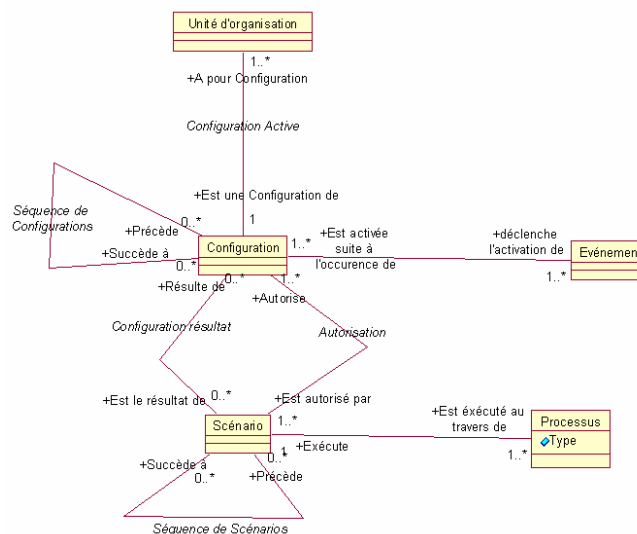 Unité d'organisation
1..*
+A pour Configuration
Configuration Active
+Est une Configuration de
1
0..*
+Précède
Séquence de
Configurations
+Succède à
0..*
Configuration
1..*
+Est activée
suite à
l'occurence de
+déclenche
l'activation de
1..*
Evénemen
+Résulte de
0..*
1..*
+Autorise
Configuration résultat
Autorisation
+Est le résultat de
0..*
+Est autorisé par
1..*
Scénario
+Exécute
+Est éxécuté au
travers de
1..*
Processus
Type
+Succède à
0..*
0..1
+Précède
Séquence de Scénarios